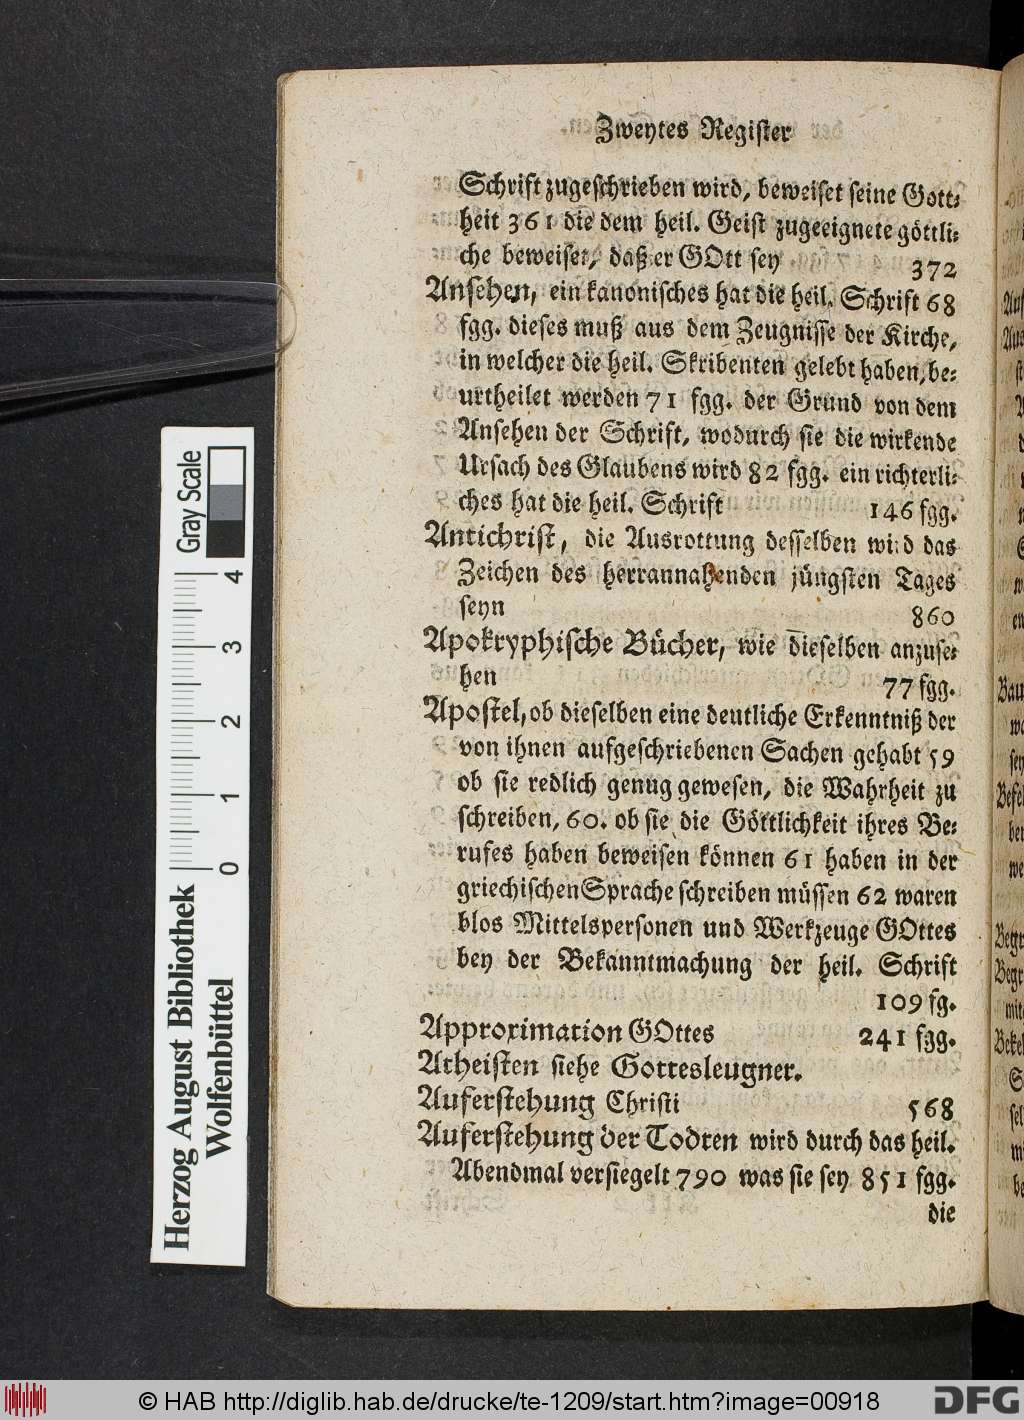 Zweytes Register
Schrift zugeschrieben wird, beweiset seine Gott-
heit 361 die dem heil. Geist zugeeignete göttli-
che beweiset, daß er GOtt sey 372
Ansehen, ein kanonisches hat die heil. Schrift 68
fgg. dieses muß aus dem Zeugnisse der Kirche,
in welcher die heil. Skribenten gelebt haben, be-
urtheilet werden 71 fgg. der Grund von dem
Ansehen der Schrift, wodurch sie die wirkende
Ursach des Glaubens wird 82 fgg. ein richterli-
ches hat die heil. Schrift 146 fgg.
Antichrist, die Ausrottung desselben wird das
Zeichen des herrannahenden jüngsten Tages
seyn 860
Apokryphische Bücher, wie dieselben anzuse-
hen 77 fgg.
Apostel, ob dieselben eine deutliche Erkenntniß der
von ihnen aufgeschriebenen Sachen gehabt 59
ob sie redlich genug gewesen, die Wahrheit zu
schreiben, 60. ob sie die Göttlichkeit ihres Be-
rufes haben beweisen können 61 haben in der
griechischen Sprache schreiben müssen 62 waren
blos Mittelspersonen und Werkzeuge GOttes
bey der Bekanntmachung der heil. Schrift
109 fg.
Approximation GOttes 241 fgg.
Atheisten siehe Gottesleugner.
Auferstehung Christi 568
Auferstehung der Todten wird durch das heil.
Abendmal versiegelt 790 was sie sey 851 fgg.
die
Gray Scale
4
3
2
1
0
Herzog August Bibliothek
Wolfenbüttel
© HAB http://diglib.hab.de/drucke/te-1209/start.htm?image=00918
DFG